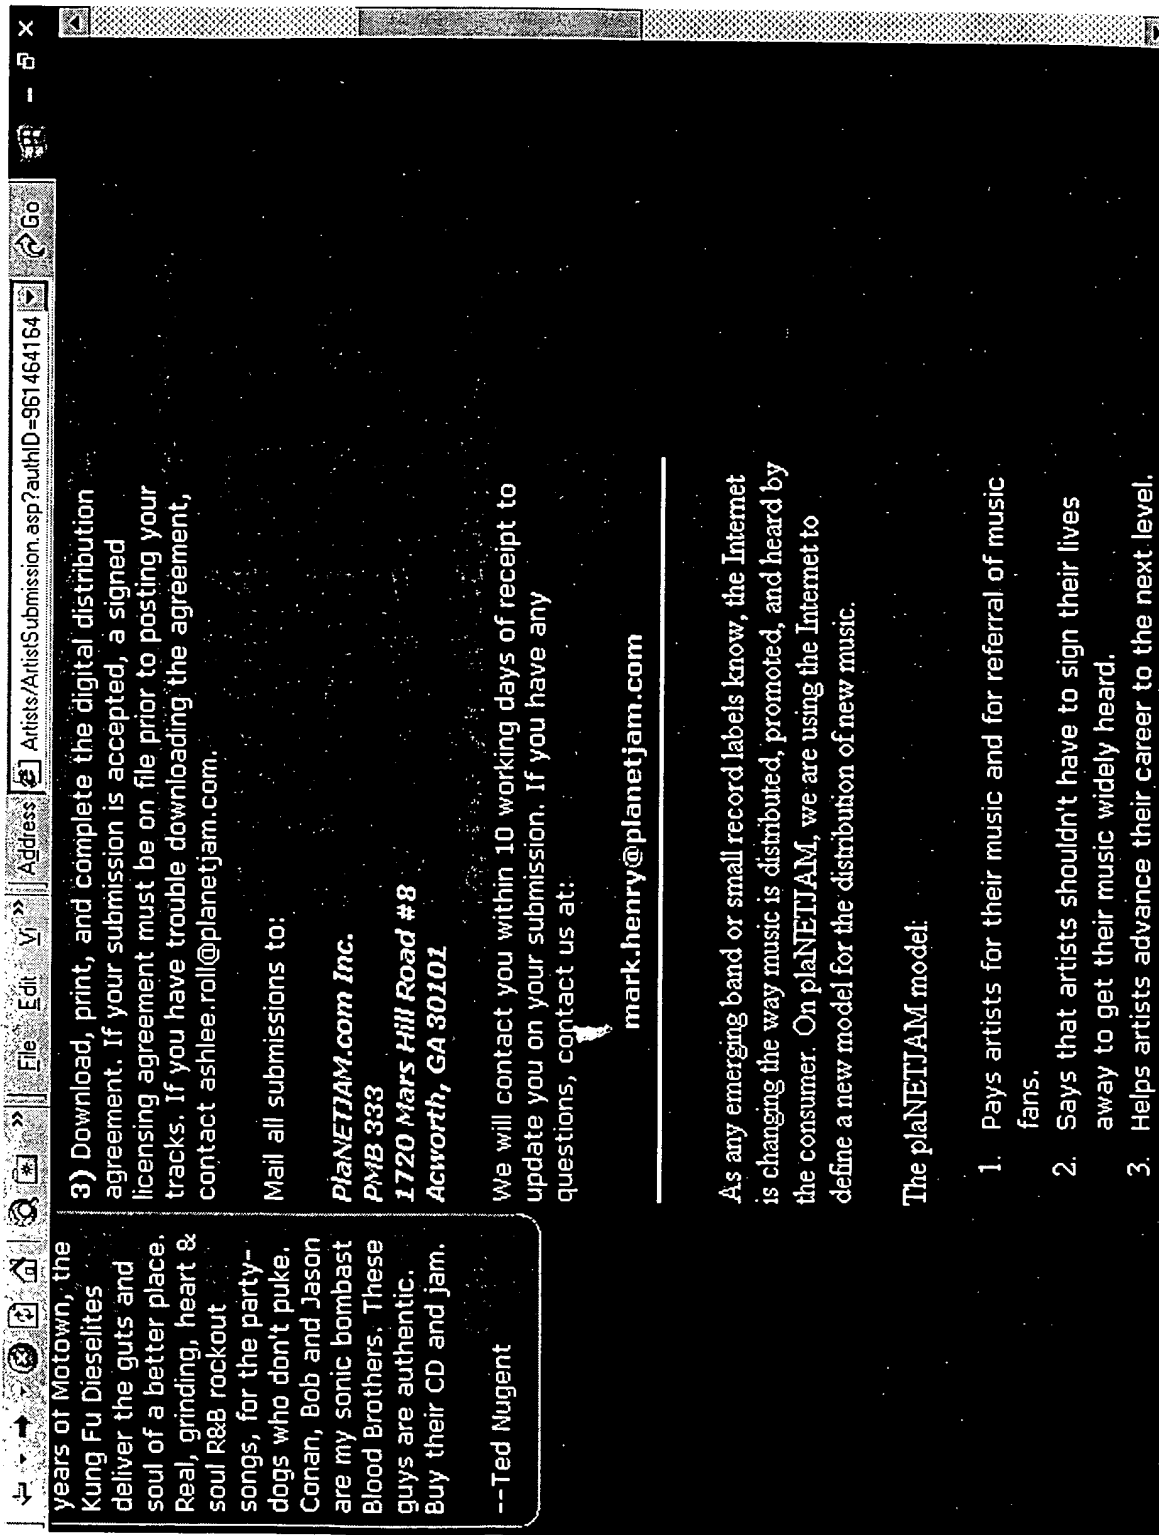 File Edit Vi » Address Artists/ArtistSubmission.asp?authID=961464164 Go
years of Motown, the
Kung Fu Dieselites
deliver the guts and
soul of a better place.
Real, grinding, heart &
soul R&B rockout
songs, for the party-
dogs who don't puke.
Conan, Bob and Jason
are my sonic bombast
Blood Brothers. These
guys are authentic.
Buy their CD and jam.
--Ted Nugent
3) Download, print, and complete the digital distribution
agreement. If your submission is accepted, a signed
licensing agreement must be on file prior to posting your
tracks. If you have trouble downloading the agreement,
contact ashlee.roll@planetjam.com.
Mail all submissions to:
PlaNETJAM.com Inc.
PMB 333
1720 Mars Hill Road #8
Acworth, GA 30101
We will contact you within 10 working days of receipt to
update you on your submission. If you have any
questions, contact us at:
mark.henry@planetjam.com
As any emerging band or small record labels know, the Internet
is changing the way music is distributed, promoted, and heard by
the consumer. On plaNETJAM, we are using the Internet to
define a new model for the distribution of new music.
The plaNETJAM model:
1. Pays artists for their music and for referral of music
fans.
2. Says that artists shouldn't have to sign their lives
away to get their music widely heard.
3. Helps artists advance their career to the next level.